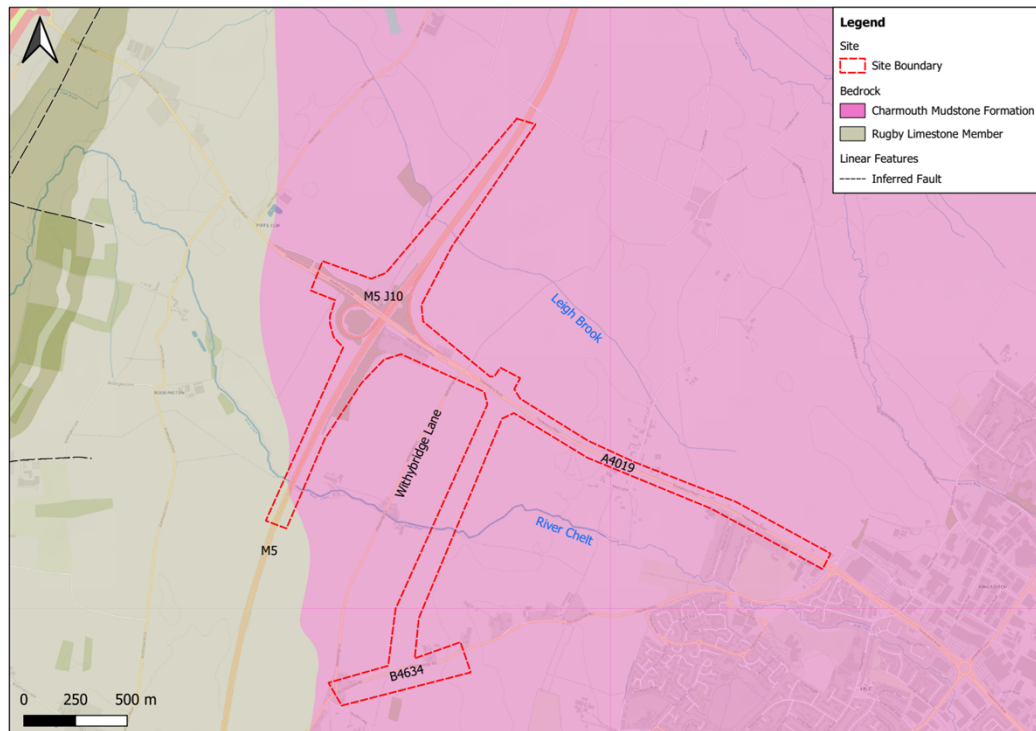 Legend
Site
Site Boundary
Bedrock
Charmouth Mudstone Formation
Rugby Limestone Member
Linear Features
Inferred Fault
M5 J10
Leigh Brook
Withybridge Lane
A4019
River Chelt
M5
B4634
0 250 500 m